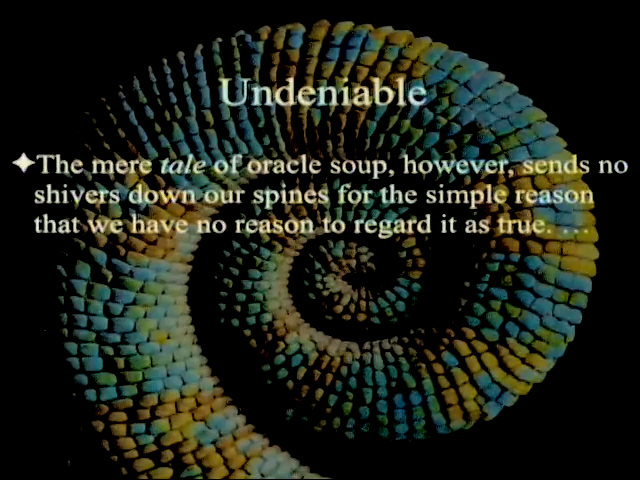 Undeniable
✦The mere tale of oracle soup, however, sends no
shivers down our spines for the simple reason
that we have no reason to regard it as true. …